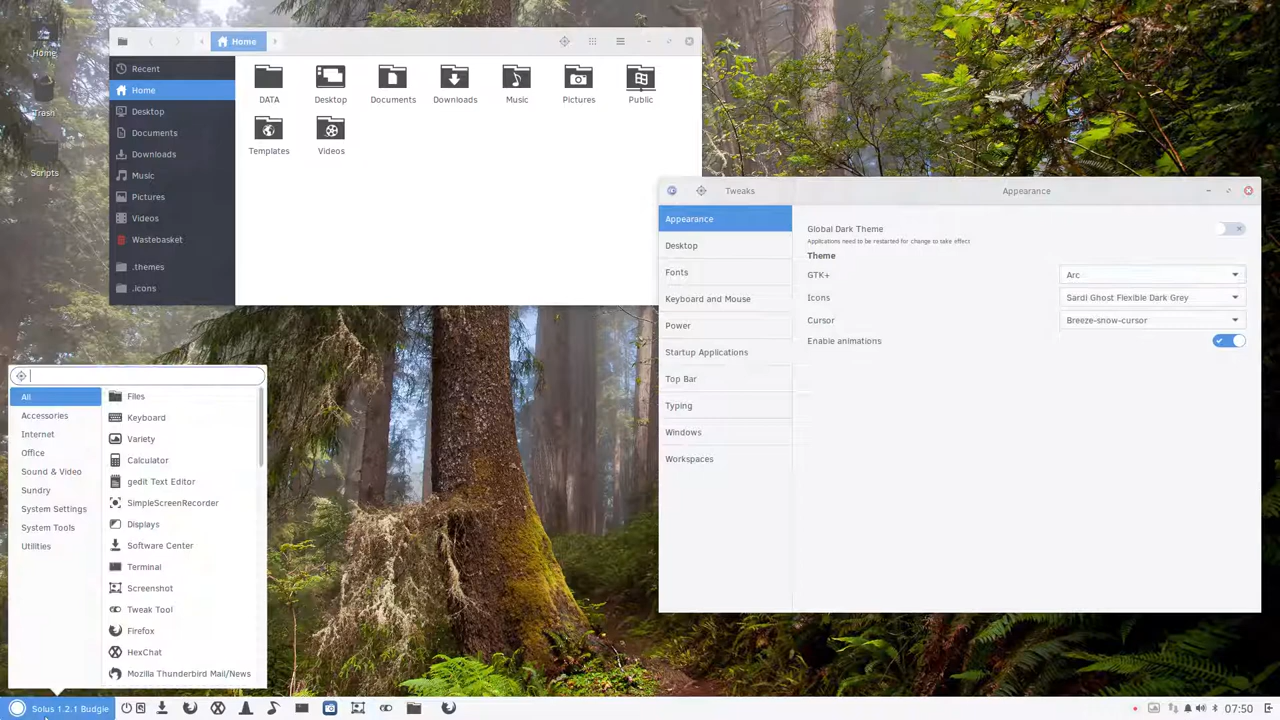 Home
Trash
Scripts
Home
Recent
Home
Desktop
Documents
Downloads
Music
Pictures
Videos
Wastebasket
.themes
.icons
DATA
Desktop
Documents
Downloads
Music
Pictures
Public
Templates
Videos
Tweaks
Appearance
Appearance
Desktop
Fonts
Keyboard and Mouse
Power
Startup Applications
Top Bar
Typing
Windows
Workspaces
Global Dark Theme
Applications need to be restarted for change to take effect
Theme
GTK+
Arc
Icons
Sardi Ghost Flexible Dark Grey
Cursor
Breeze-snow-cursor
Enable animations
All
Accessories
Internet
Office
Sound & Video
Sundry
System Settings
System Tools
Utilities
Files
Keyboard
Variety
Calculator
gedit Text Editor
SimpleScreenRecorder
Displays
Software Center
Terminal
Screenshot
Tweak Tool
Firefox
HexChat
Mozilla Thunderbird Mail/News
Solus 1.2.1 Budgie
07:50